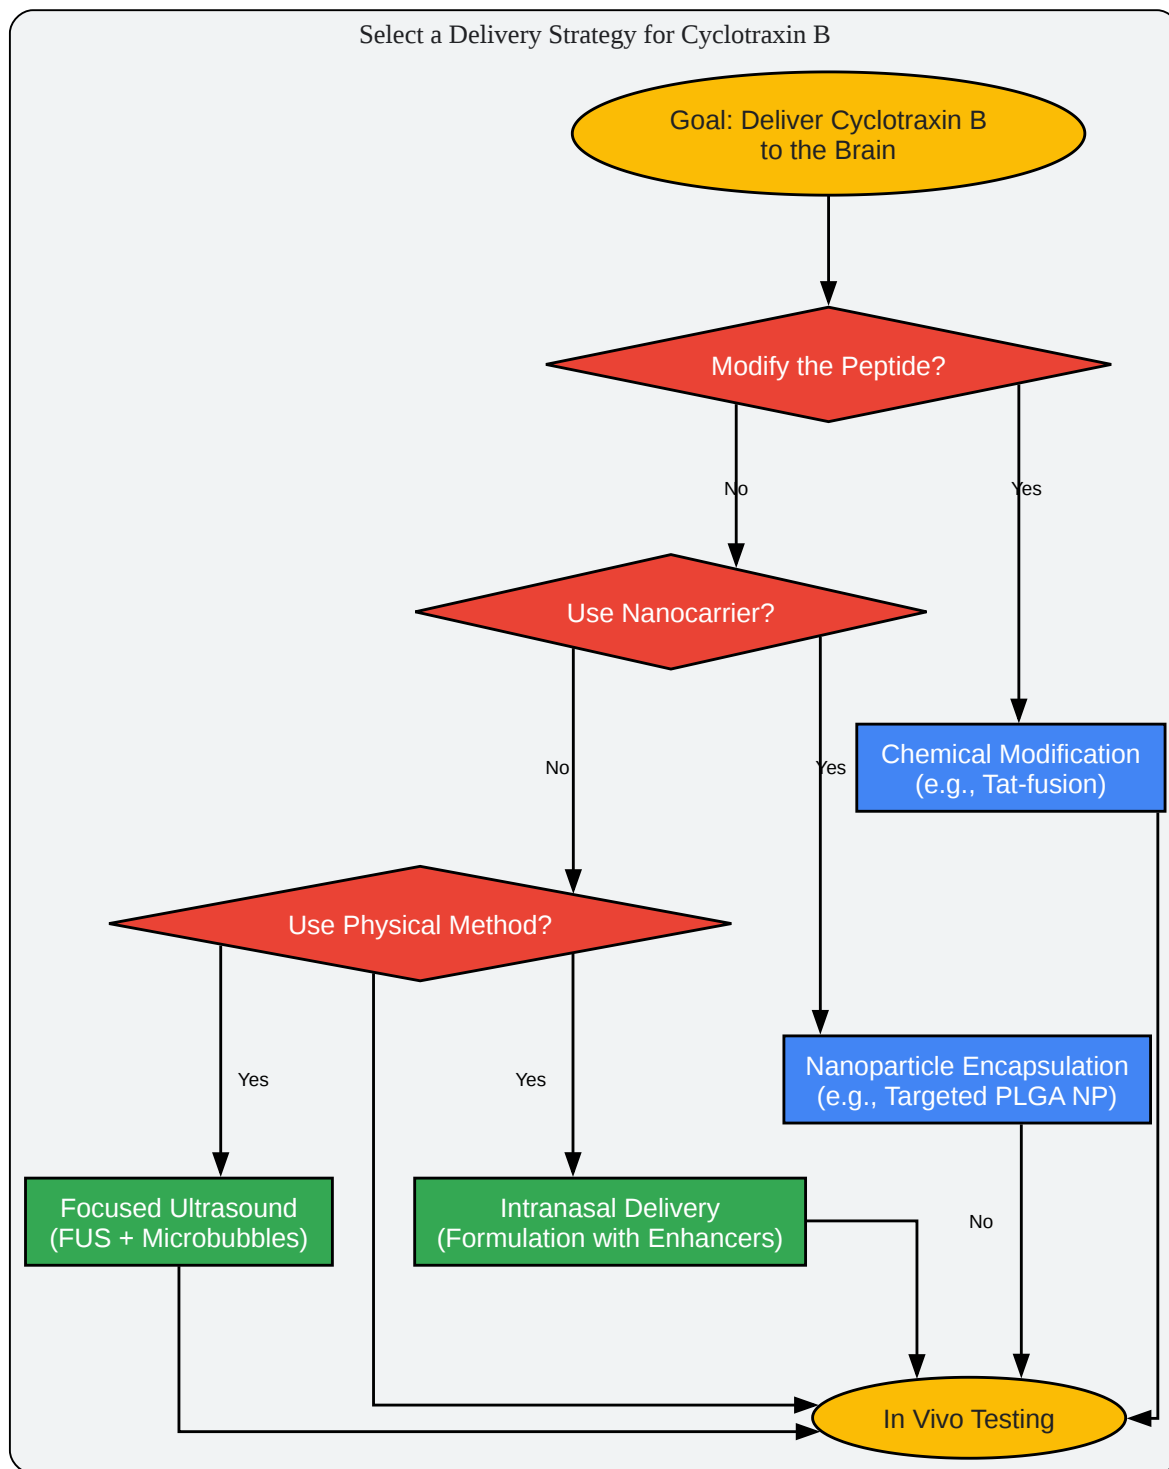 Select a Delivery Strategy for Cyclotraxin B
Goal: Deliver Cyclotraxin B
to the Brain
Modify the Peptide?
No
Yes
Use Nanocarrier?
No
Yes
Chemical Modification
(e.g., Tat-fusion)
Use Physical Method?
Yes
Yes
Nanoparticle Encapsulation
(e.g., Targeted PLGA NP)
Focused Ultrasound
(FUS + Microbubbles)
Intranasal Delivery
(Formulation with Enhancers)
No
In Vivo Testing